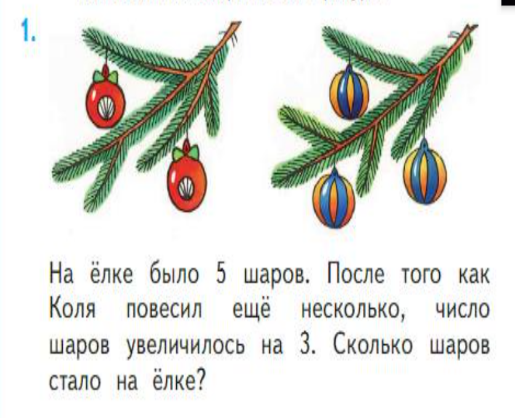 1.
На ёлке было 5 шаров. После того как
Коля повесил ещё несколько, число
шаров увеличилось на 3. Сколько шаров
стало на ёлке?